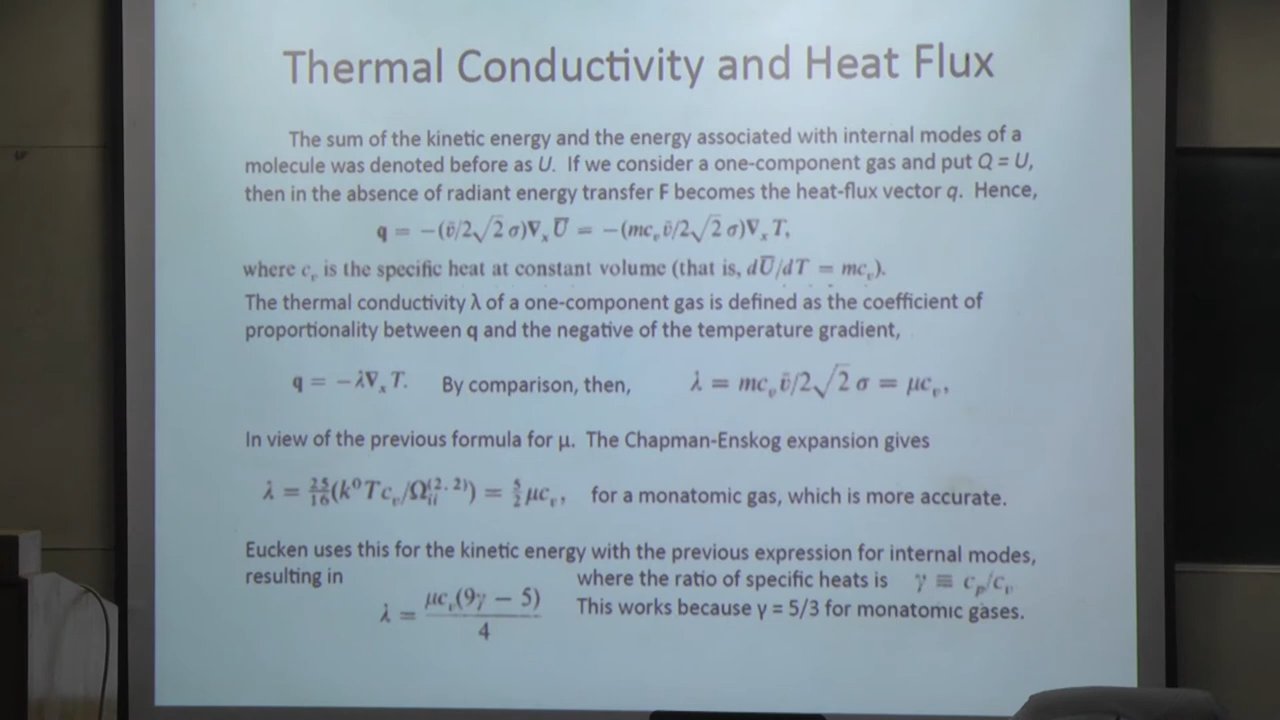 Thermal Conductivity and Heat Flux
The sum of the kinetic energy and the energy associated with internal modes of a
molecule was denoted before as U. If we consider a one-component gas and put Q = U,
then in the absence of radiant energy transfer F becomes the heat-flux vector q. Hence,
q = −(v̄/2√2 σ)∇ₓU̅ = −(mcᵥv̄/2√2 σ)∇ₓT,
where cᵥ is the specific heat at constant volume (that is, dU̅/dT = mcᵥ).
The thermal conductivity λ of a one-component gas is defined as the coefficient of
proportionality between q and the negative of the temperature gradient,
q = −λ∇ₓT. By comparison, then, λ = mcᵥv̄/2√2 σ = μcᵥ,
In view of the previous formula for μ. The Chapman-Enskog expansion gives
λ = 25/16(k⁰Tcᵥ/Ωᵢᵢ⁽²·²⁾) = 5/2 μcᵥ, for a monatomic gas, which is more accurate.
Eucken uses this for the kinetic energy with the previous expression for internal modes,
resulting in where the ratio of specific heats is γ ≡ cₚ/cᵥ
λ = μcᵥ(9γ − 5)/4 This works because γ = 5/3 for monatomic gases.